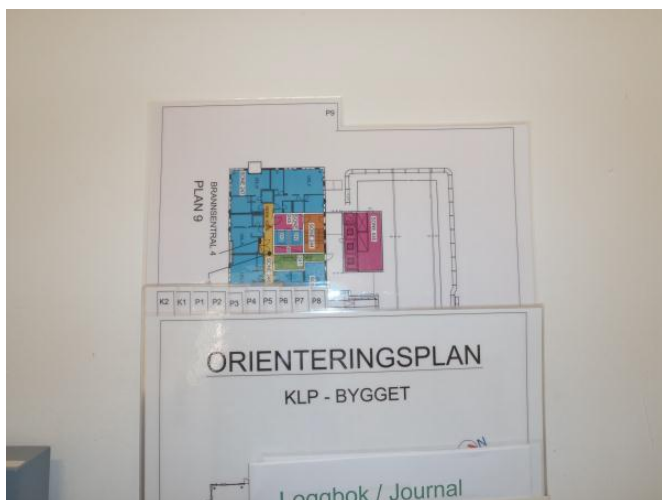 P9
BRANNSENTRAL 4
PLAN 9
K2 K1 P1 P2 P3 P4 P5 P6 P7 P8
ORIENTERINGSPLAN
KLP - BYGGET
N
Loggbok / Journal